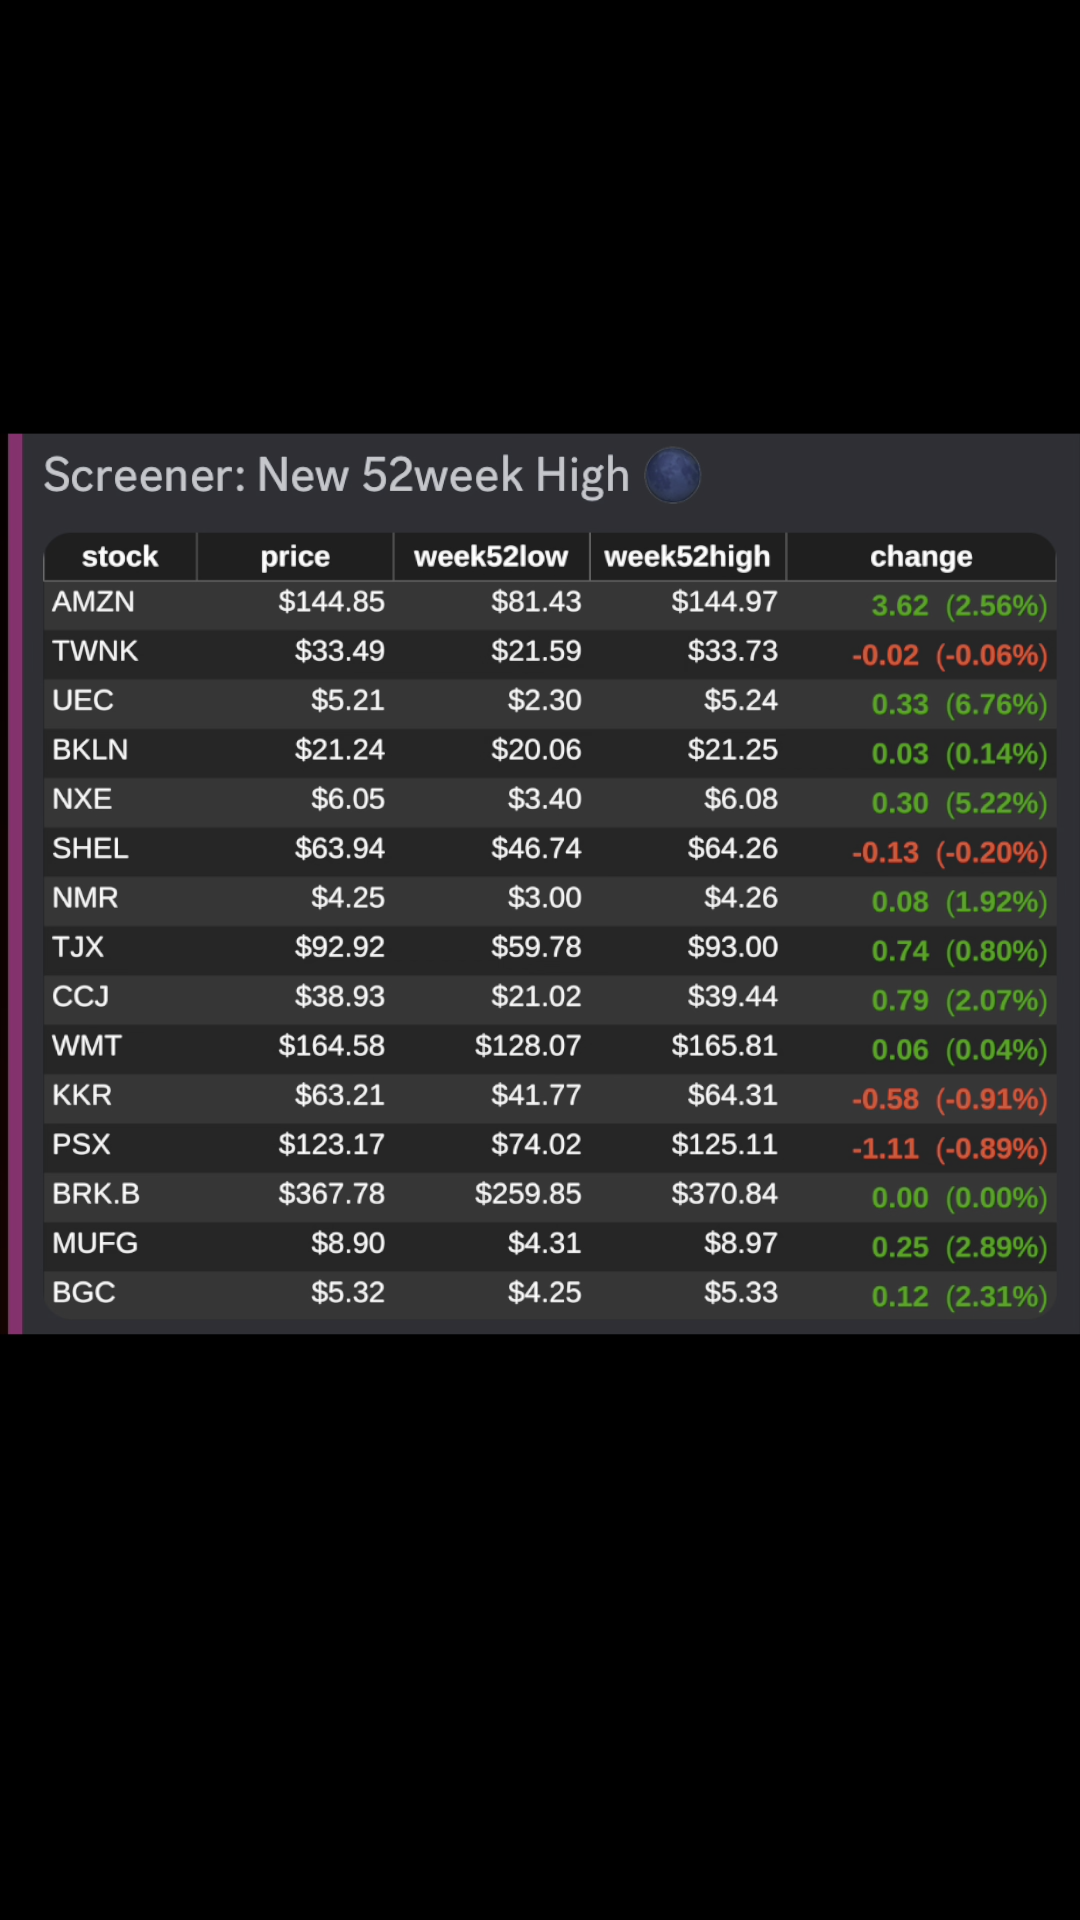 Screener: New 52week High
stock price week52low week52high change
AMZN $144.85 $81.43 $144.97 3.62 (2.56%)
TWNK $33.49 $21.59 $33.73 -0.02 (-0.06%)
UEC $5.21 $2.30 $5.24 0.33 (6.76%)
BKLN $21.24 $20.06 $21.25 0.03 (0.14%)
NXE $6.05 $3.40 $6.08 0.30 (5.22%)
SHEL $63.94 $46.74 $64.26 -0.13 (-0.20%)
NMR $4.25 $3.00 $4.26 0.08 (1.92%)
TJX $92.92 $59.78 $93.00 0.74 (0.80%)
CCJ $38.93 $21.02 $39.44 0.79 (2.07%)
WMT $164.58 $128.07 $165.81 0.06 (0.04%)
KKR $63.21 $41.77 $64.31 -0.58 (-0.91%)
PSX $123.17 $74.02 $125.11 -1.11 (-0.89%)
BRK.B $367.78 $259.85 $370.84 0.00 (0.00%)
MUFG $8.90 $4.31 $8.97 0.25 (2.89%)
BGC $5.32 $4.25 $5.33 0.12 (2.31%)